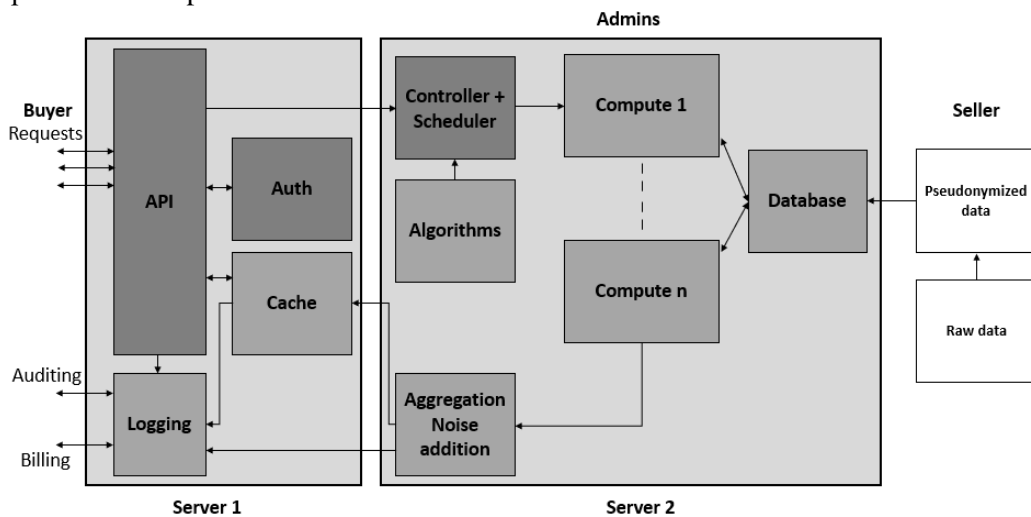 Admins
Buyer
Requests
API
Auth
Cache
Auditing
Logging
Billing
Server 1
Controller +
Scheduler
Algorithms
Compute 1
Compute n
Database
Aggregation
Noise
addition
Server 2
Seller
Pseudonymized
data
Raw data